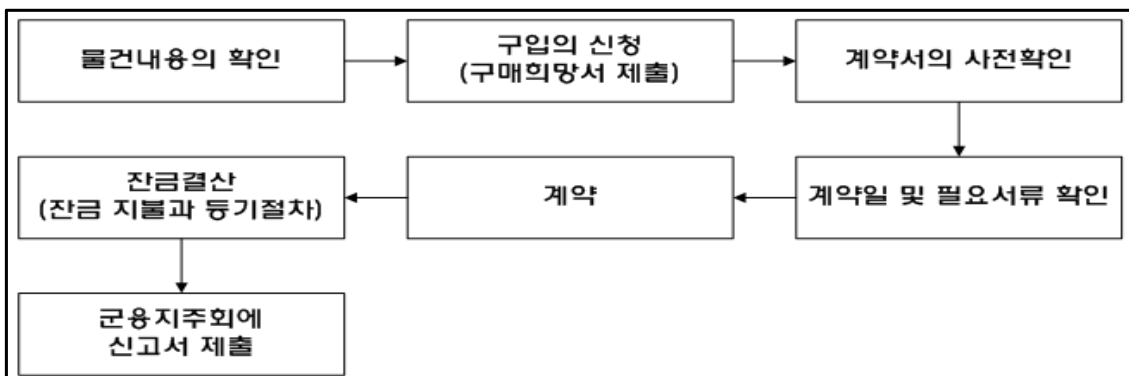 물건내용의 확인
구입의 신청
(구매희망서 제출)
계약서의 사전확인
계약일 및 필요서류 확인
계약
잔금결산
(잔금 지불과 등기절차)
군용지주회에
신고서 제출